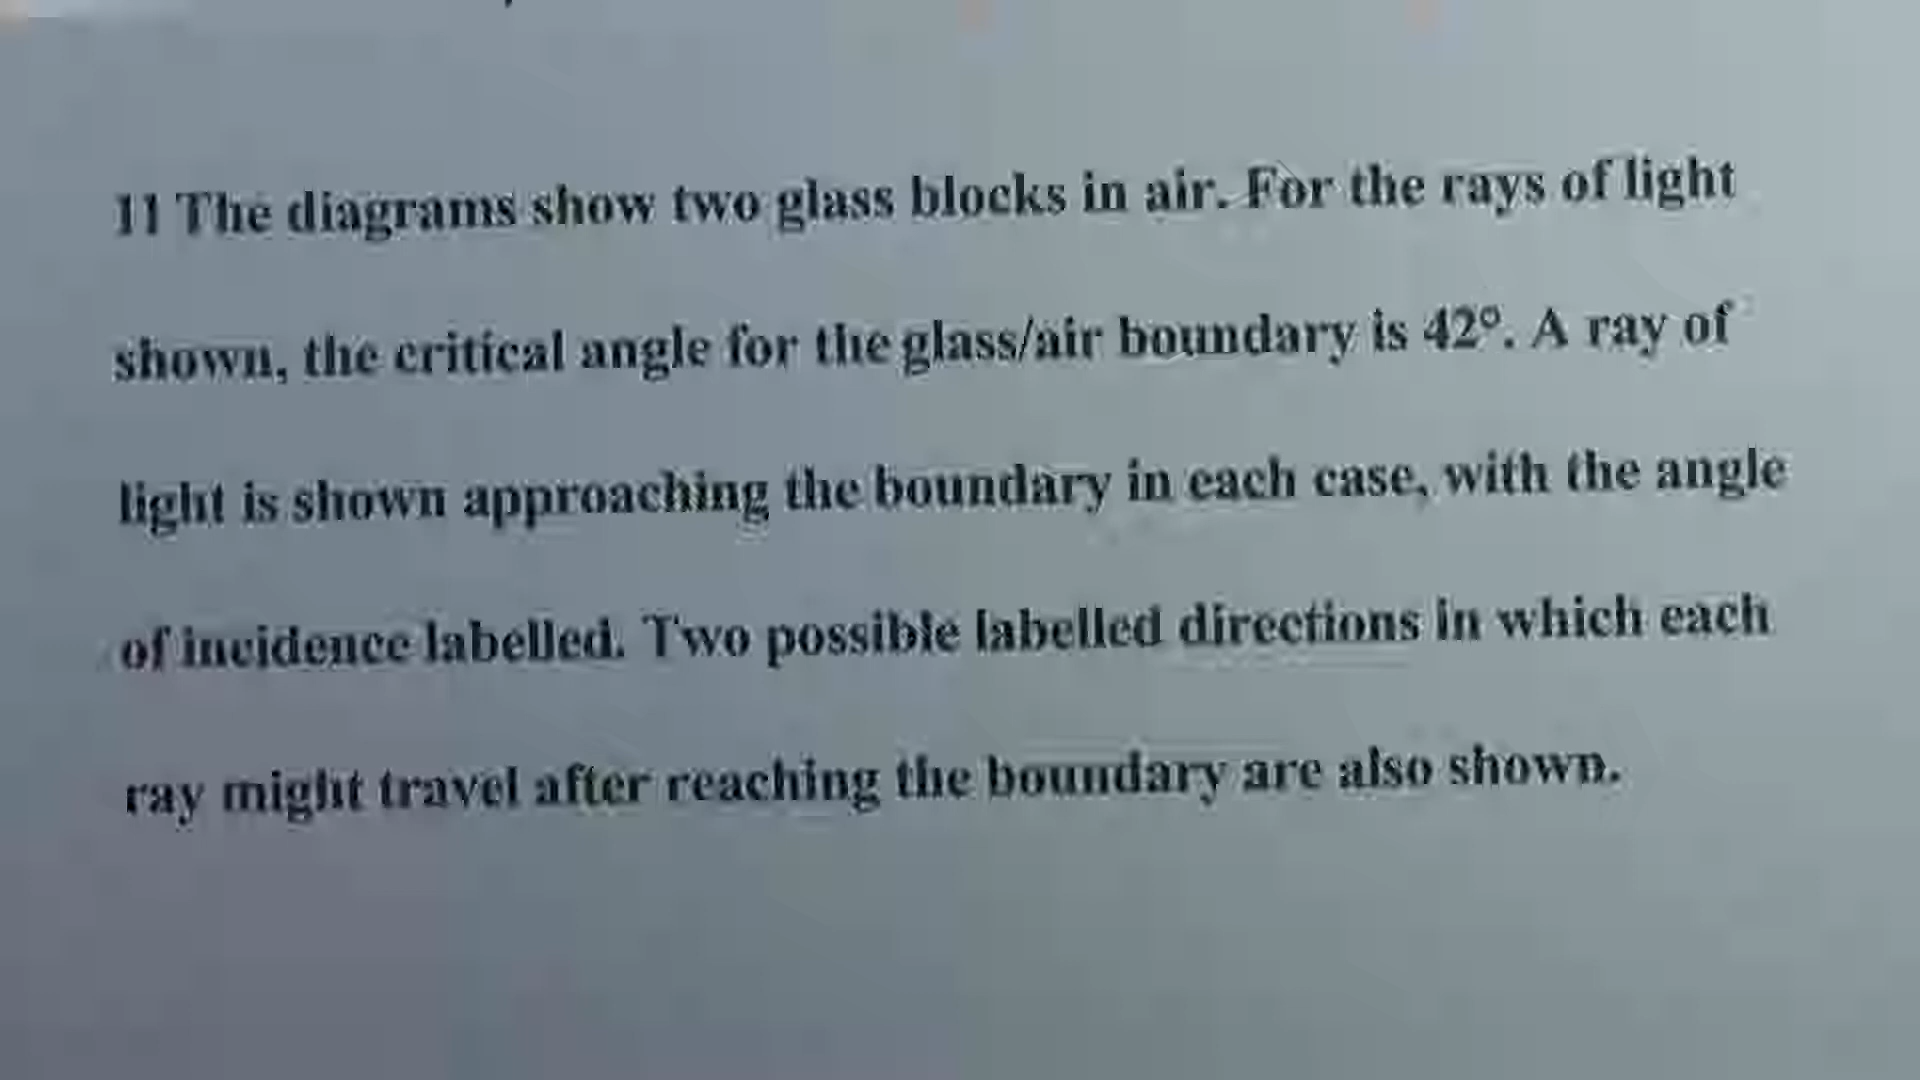 11 The diagrams show two glass blocks in air. For the rays of light
shown, the critical angle for the glass/air boundary is 42°. A ray of
light is shown approaching the boundary in each case, with the angle
of incidence labelled. Two possible labelled directions in which each
ray might travel after reaching the boundary are also shown.